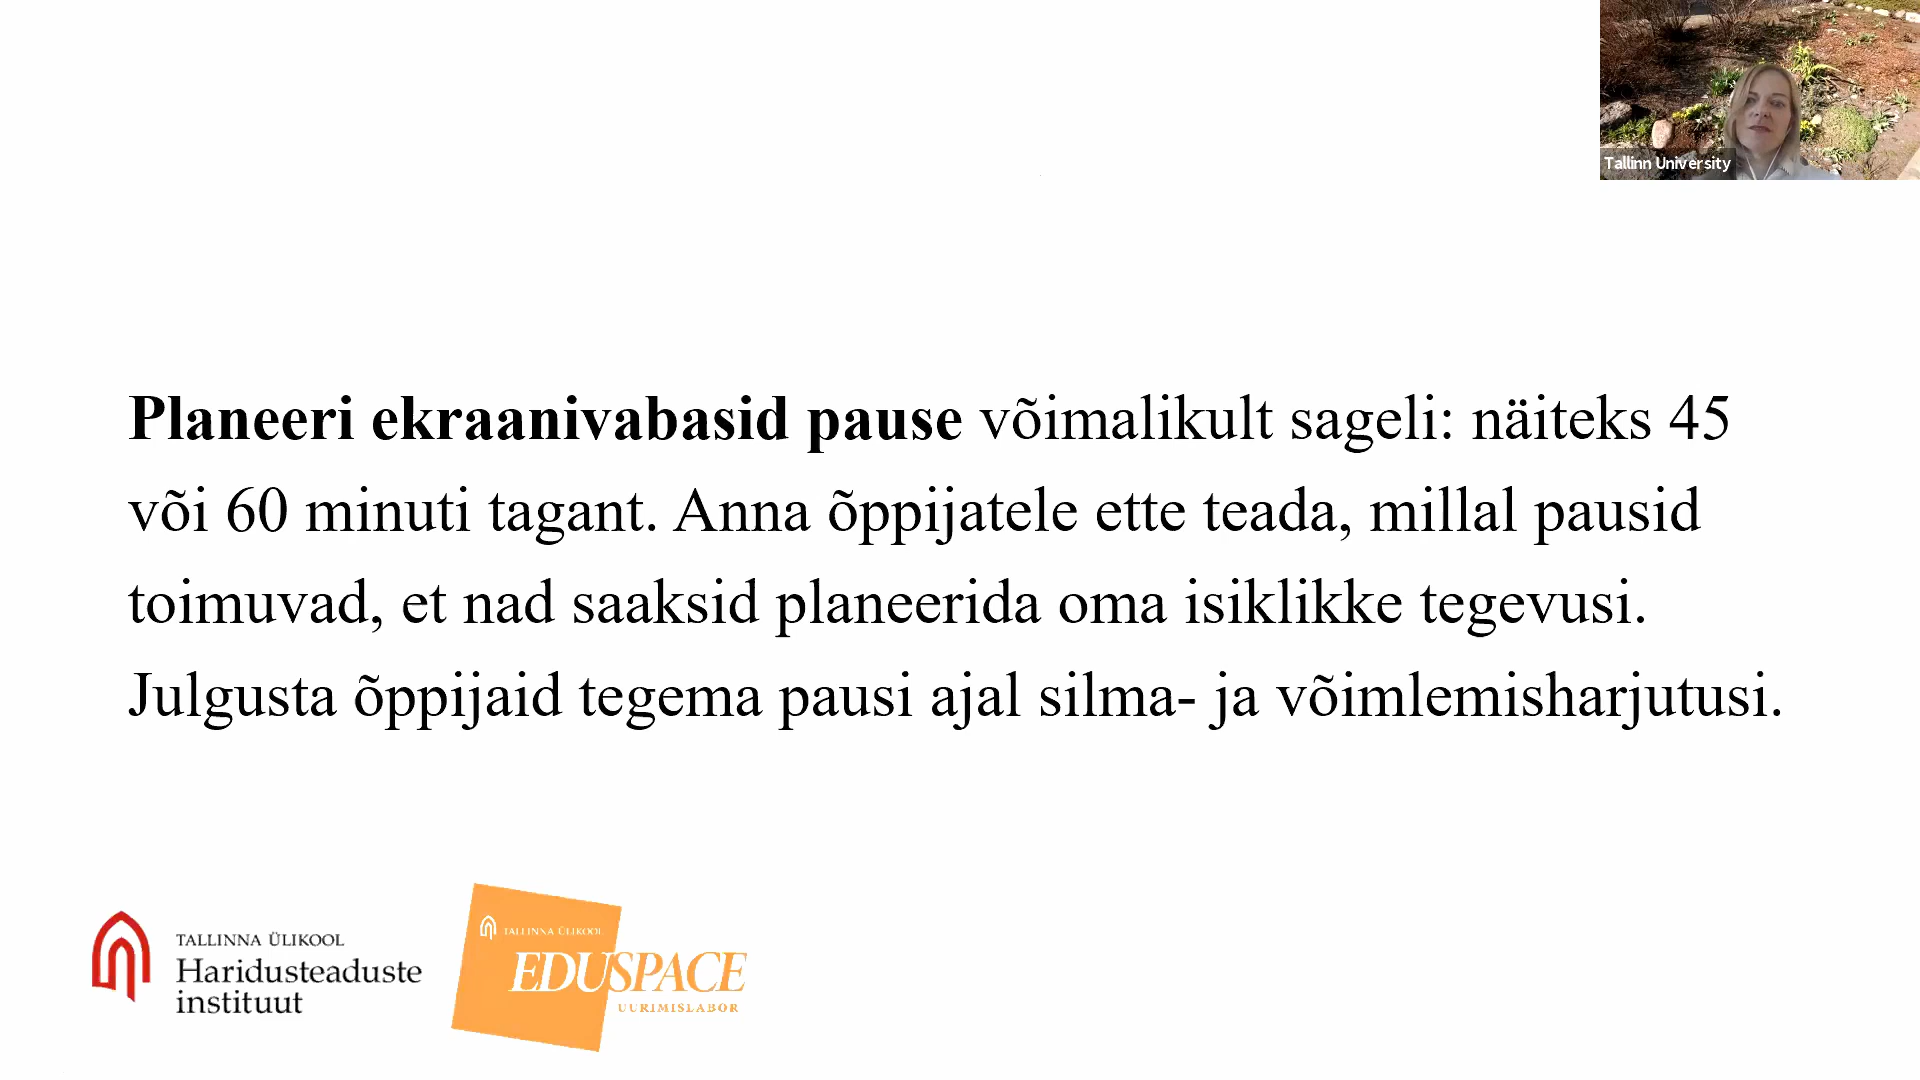 Tallinn University
Planeeri ekraanivabasid pause võimalikult sageli: näiteks 45
või 60 minuti tagant. Anna õppijatele ette teada, millal pausid
toimuvad, et nad saaksid planeerida oma isiklikke tegevusi.
Julgusta õppijaid tegema pausi ajal silma- ja võimlemisharjutusi.
TALLINNA ÜLIKOOL
Haridusteaduste
instituut
TALLINNA ÜLIKOOL
EDUSPACE
UURIMISLABOR